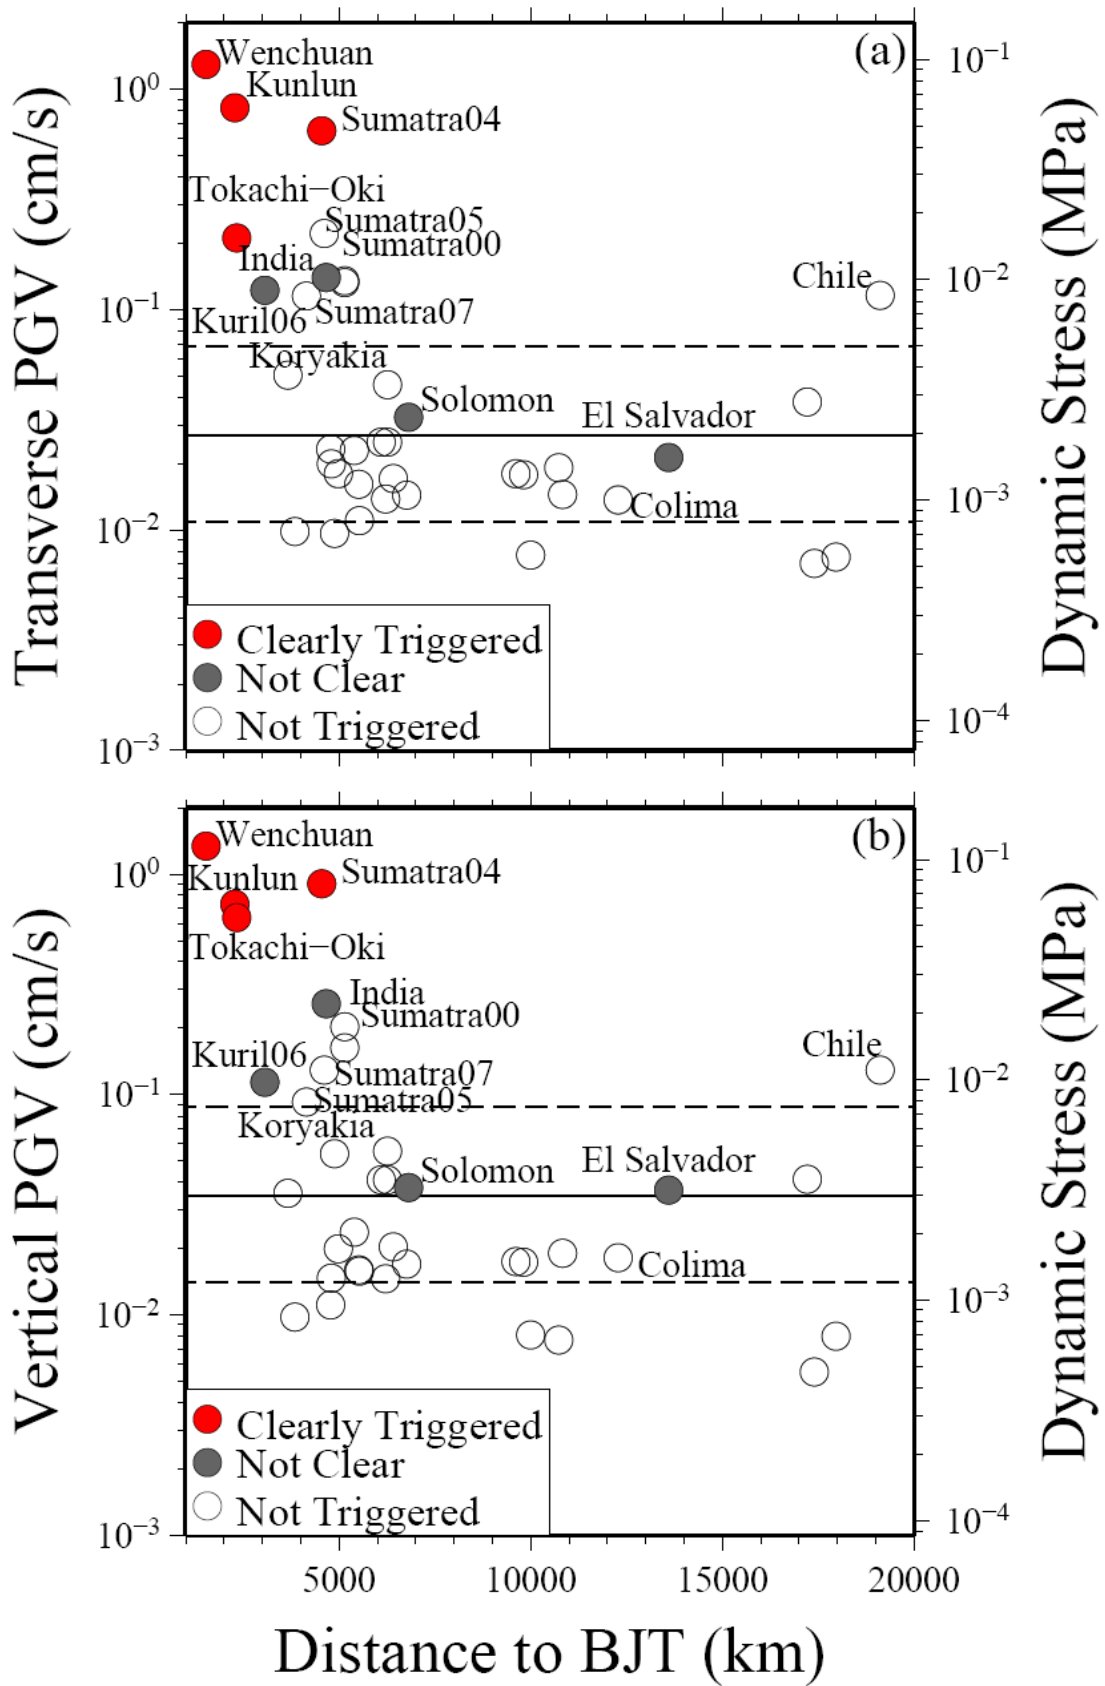 (a)
Wenchuan
Kunlun
Sumatra04
Tokachi−Oki
Sumatra05
Sumatra00
India
Chile
Kuril06
Sumatra07
Koryakia
Solomon
El Salvador
Colima
Clearly Triggered
Not Clear
Not Triggered
10⁰
10⁻¹
10⁻²
10⁻³
Transverse PGV (cm/s)
10⁻¹
10⁻²
10⁻³
10⁻⁴
Dynamic Stress (MPa)
(b)
Wenchuan
Kunlun
Sumatra04
Tokachi−Oki
India
Sumatra00
Kuril06
Chile
Sumatra07
Sumatra05
Koryakia
Solomon
El Salvador
Colima
Clearly Triggered
Not Clear
Not Triggered
10⁰
10⁻¹
10⁻²
10⁻³
Vertical PGV (cm/s)
10⁻¹
10⁻²
10⁻³
10⁻⁴
Dynamic Stress (MPa)
5000 10000 15000 20000
Distance to BJT (km)